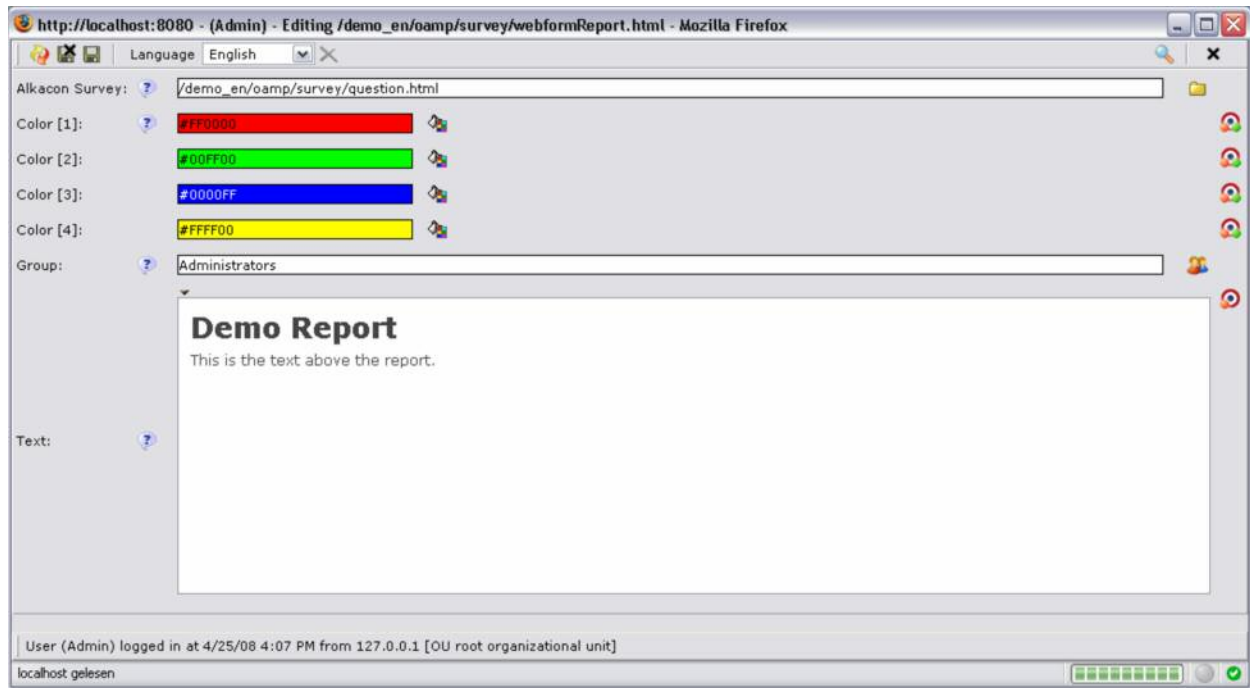 http://localhost:8080 - (Admin) - Editing /demo_en/oamp/survey/webformReport.html - Mozilla Firefox
Language English
Alkacon Survey: ? /demo_en/oamp/survey/question.html
Color [1]: ? #FF0000
Color [2]: #00FF00
Color [3]: #0000FF
Color [4]: #FFFF00
Group: ? Administrators
Demo Report
This is the text above the report.
Text: ?
User (Admin) logged in at 4/25/08 4:07 PM from 127.0.0.1 [OU root organizational unit]
localhost gelesen